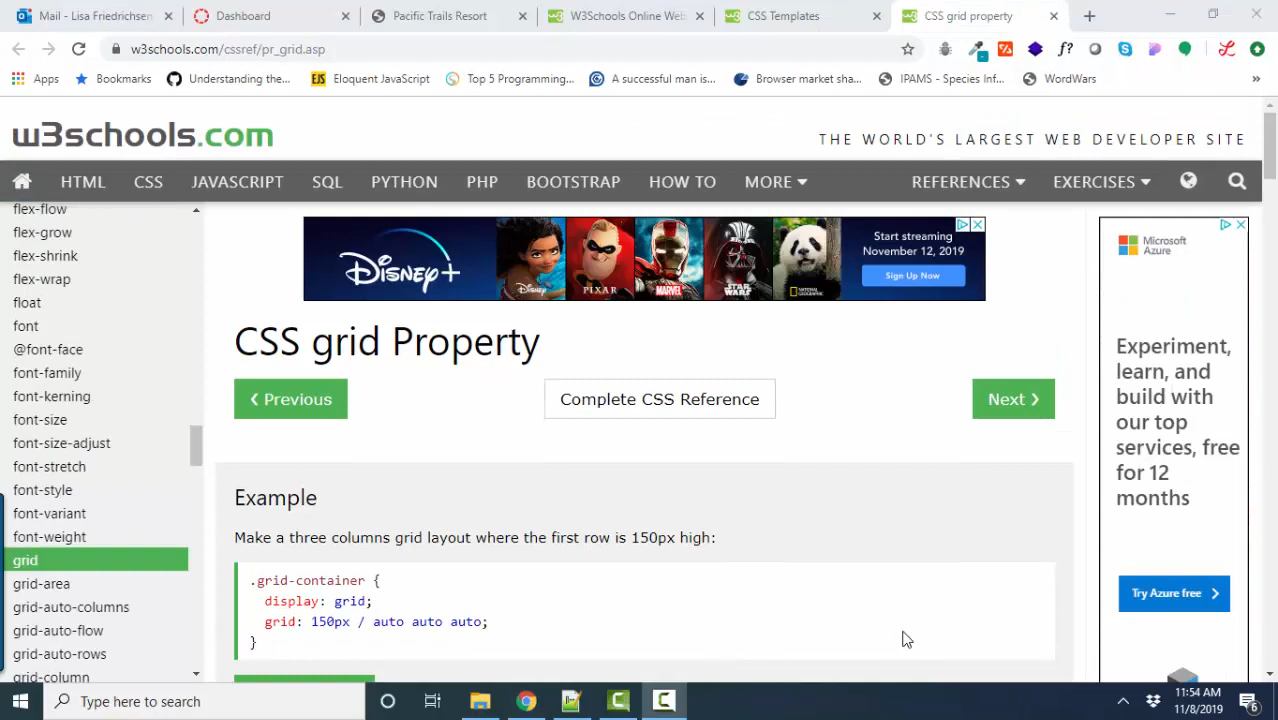 Mail - Lisa Friedrichsen
Dashboard
Pacific Trails Resort
W3Schools Online Web
CSS Templates
CSS grid property
w3schools.com/cssref/pr_grid.asp
f?
Apps
Bookmarks
Understanding the...
EJS Eloquent JavaScript
Top 5 Programming...
A successful man is...
Browser market sha...
IPAMS - Species Inf...
WordWars
»
w3schools.com
THE WORLD'S LARGEST WEB DEVELOPER SITE
HTML
CSS
JAVASCRIPT
SQL
PYTHON
PHP
BOOTSTRAP
HOW TO
MORE
REFERENCES
EXERCISES
flex-flow
flex-grow
flex-shrink
flex-wrap
float
font
@font-face
font-family
font-kerning
font-size
font-size-adjust
font-stretch
font-style
font-variant
font-weight
grid
grid-area
grid-auto-columns
grid-auto-flow
grid-auto-rows
grid-column
Disney+
Disney
PIXAR
MARVEL
STAR WARS
NATIONAL GEOGRAPHIC
Start streaming
November 12, 2019
Sign Up Now
CSS grid Property
❮ Previous
Complete CSS Reference
Next ❯
Example
Make a three columns grid layout where the first row is 150px high:
.grid-container {
display: grid;
grid: 150px / auto auto auto;
}
Microsoft
Azure
Experiment,
learn, and
build with
our top
services, free
for 12
months
Try Azure free
Type here to search
11:54 AM
11/8/2019
6